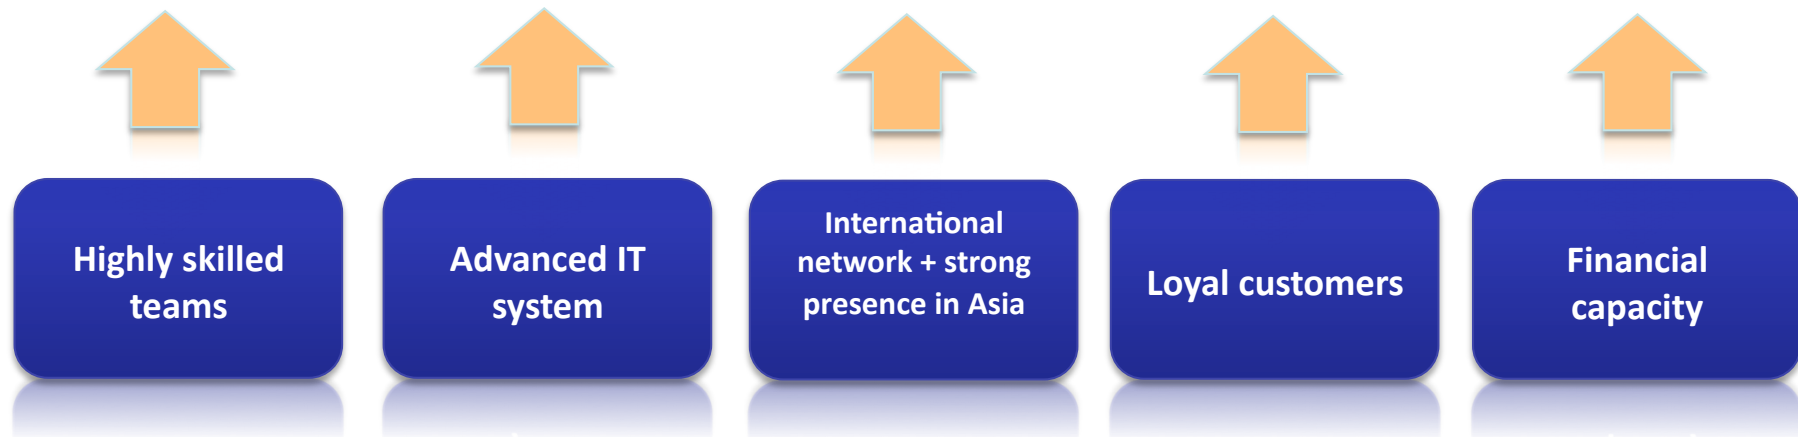 Highly skilled
teams
Advanced IT
system
International
network + strong
presence in Asia
Loyal customers
Financial
capacity